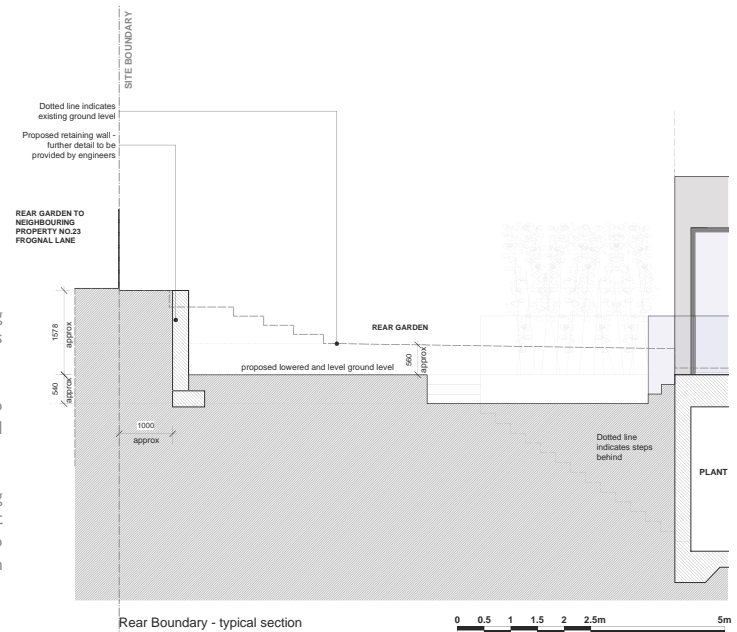 SITE BOUNDARY
Dotted line indicates
existing ground level
Proposed retaining wall -
further detail to be
provided by engineers
REAR GARDEN TO
NEIGHBOURING
PROPERTY NO.23
FROGNAL LANE
1578
approx
540
approx
1000
approx
REAR GARDEN
560
approx
proposed lowered and level ground level
Dotted line
indicates steps
behind
PLANT
Rear Boundary - typical section
0 0.5 1 1.5 2 2.5m 5m